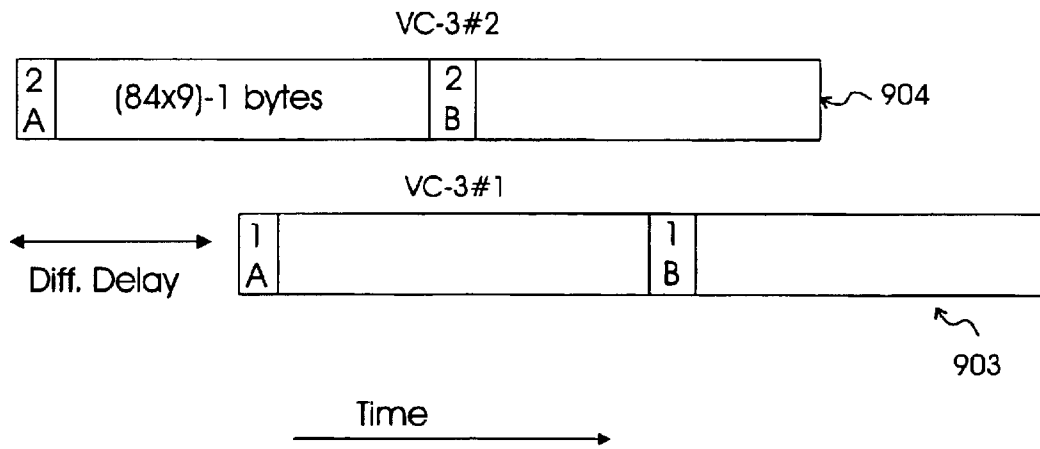 VC-3#2
2
A
(84x9)-1 bytes
2
B
904
VC-3#1
Diff. Delay
1
A
1
B
903
Time